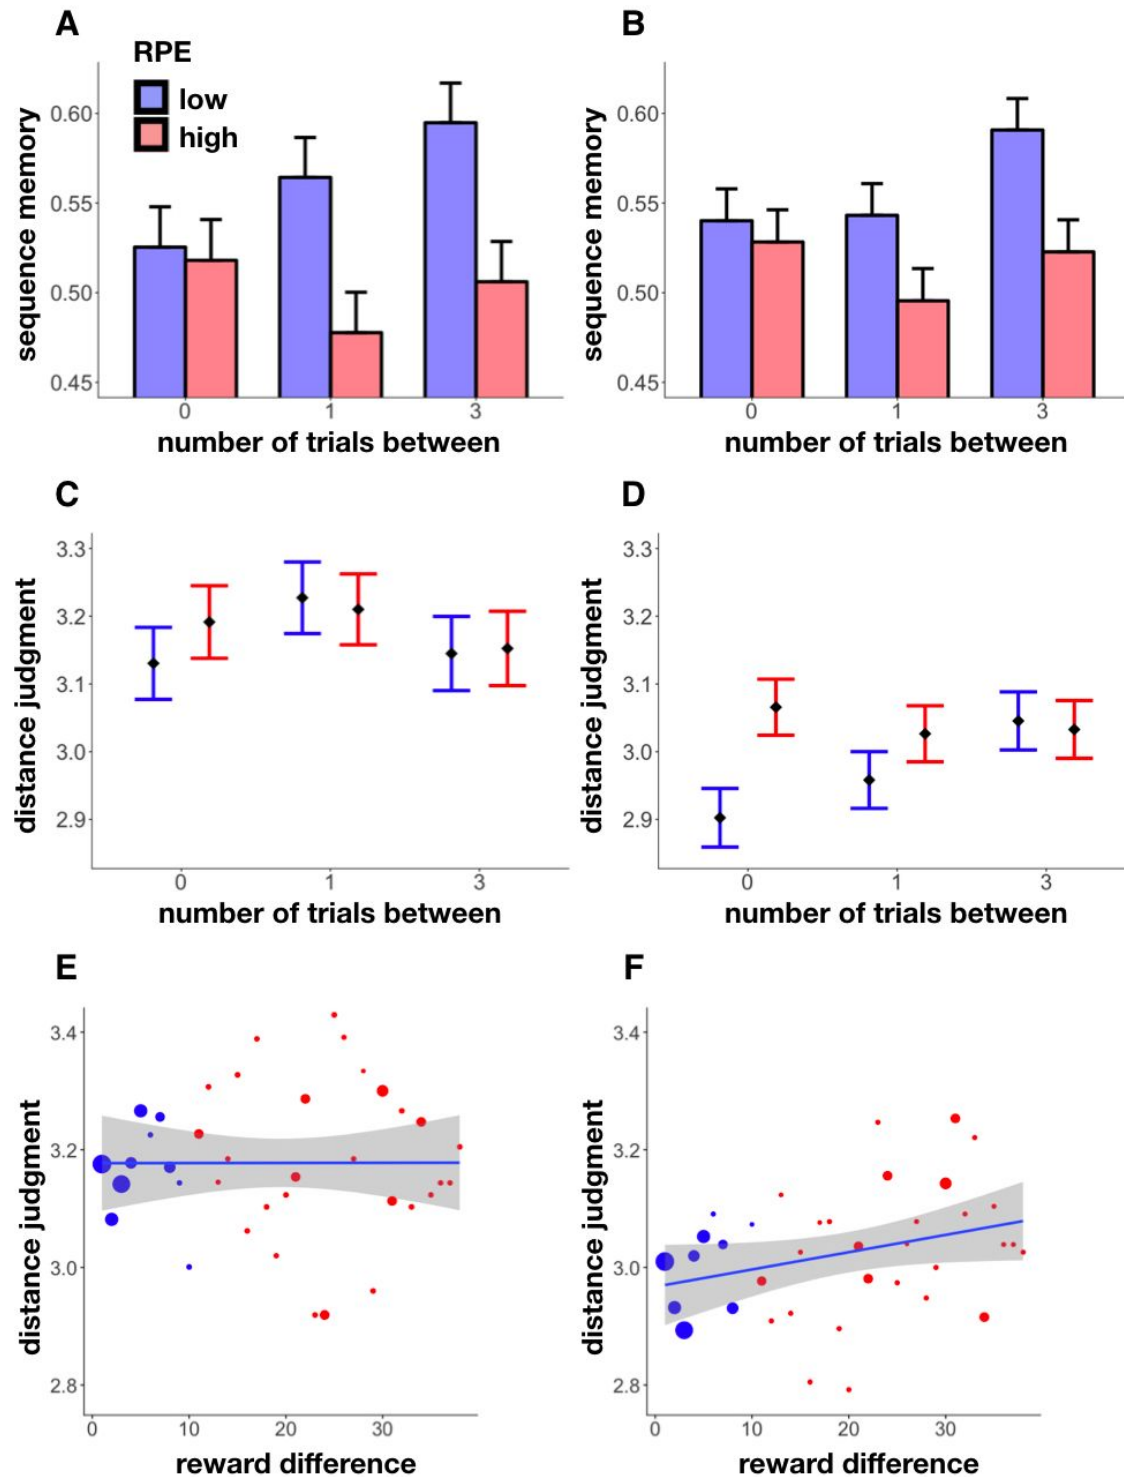 A
RPE
low
high
sequence memory
0.60
0.55
0.50
0.45
0 1 3
number of trials between
B
sequence memory
0.60
0.55
0.50
0.45
0 1 3
number of trials between
C
distance judgment
3.3
3.2
3.1
3.0
2.9
0 1 3
number of trials between
D
distance judgment
3.3
3.2
3.1
3.0
2.9
0 1 3
number of trials between
E
distance judgment
3.4
3.2
3.0
2.8
0 10 20 30
reward difference
F
distance judgment
3.4
3.2
3.0
2.8
0 10 20 30
reward difference